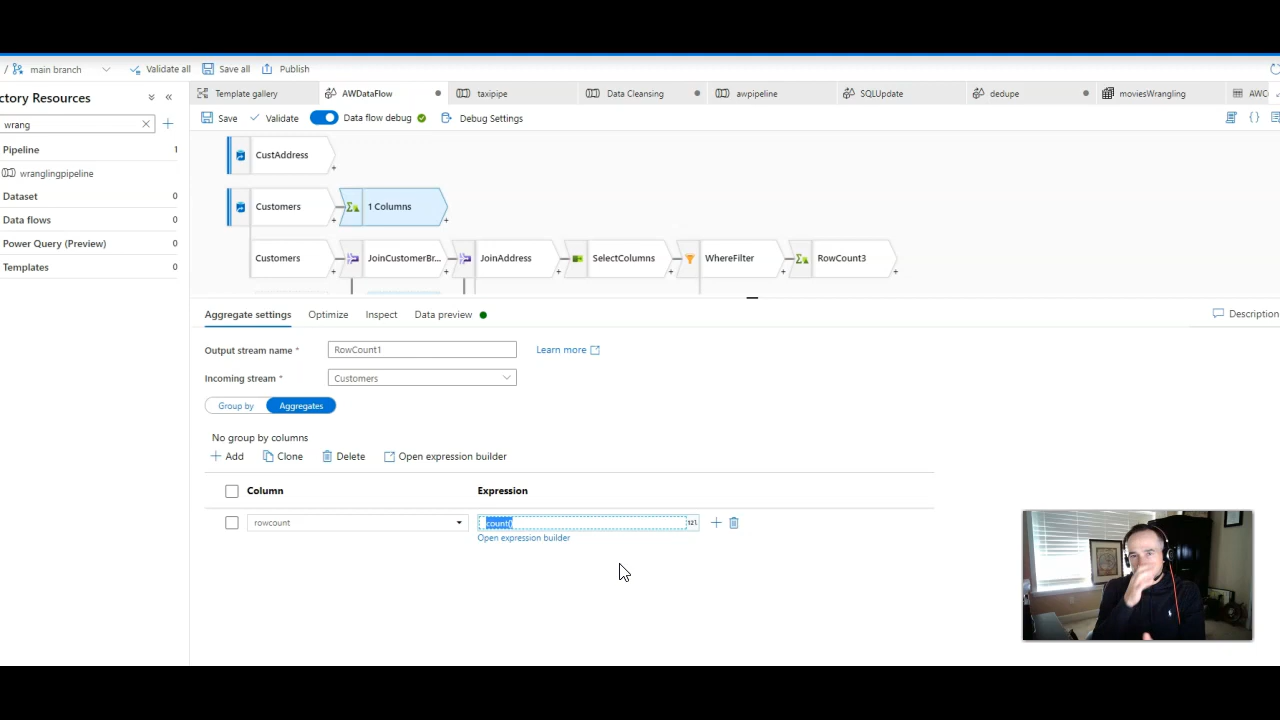 / main branch Validate all Save all Publish
ctory Resources
Template gallery AWDataFlow taxipipe Data Cleansing awpipeline SQLUpdate dedupe moviesWrangling AWC
wrang
Save Validate Data flow debug Debug Settings
Pipeline 1
wranglingpipeline
Dataset 0
Data flows 0
Power Query (Preview) 0
Templates 0
CustAddress
Customers 1 Columns
Customers JoinCustomerBr... JoinAddress SelectColumns WhereFilter RowCount3
Aggregate settings Optimize Inspect Data preview Description
Output stream name * RowCount1 Learn more
Incoming stream * Customers
Group by Aggregates
No group by columns
Add Clone Delete Open expression builder
Column Expression
rowcount count() 12l
Open expression builder